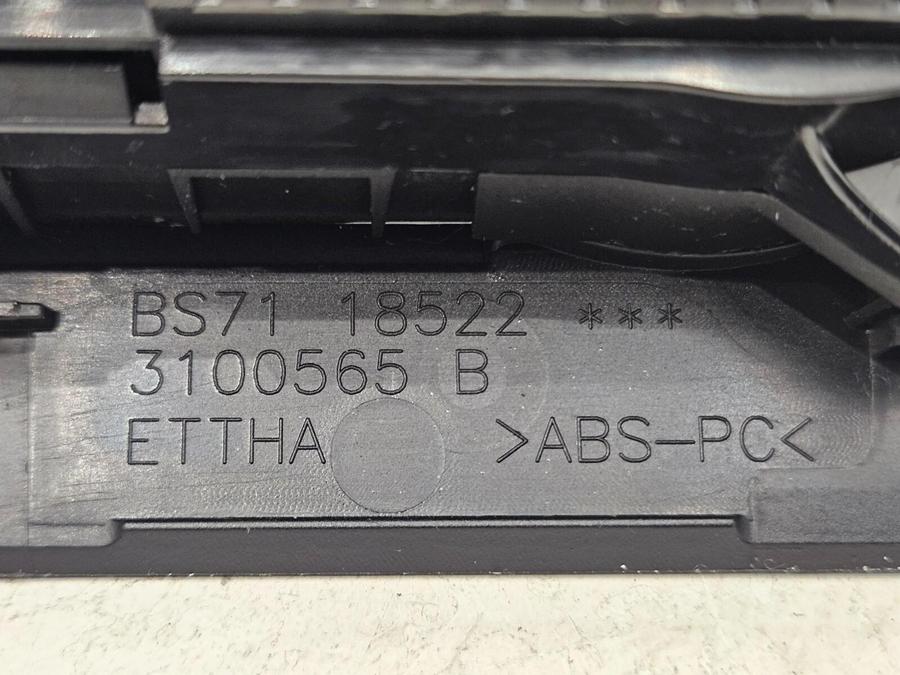 BS71 18522 ***
3100565 B
ETTHA >ABS-PC<